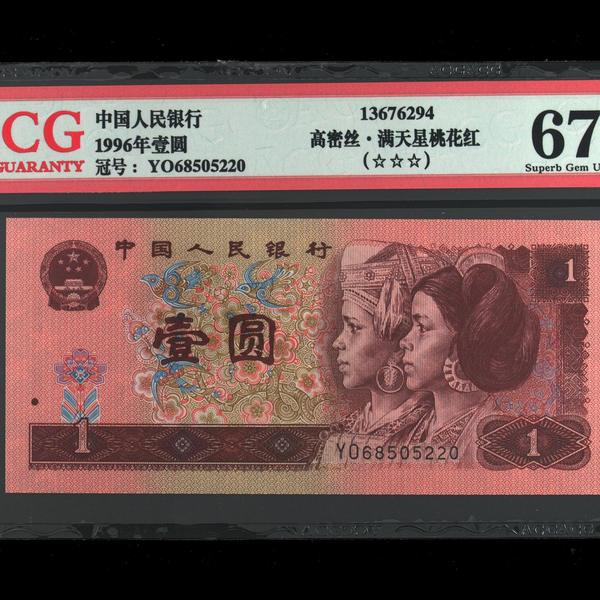 CG
GUARANTY
中国人民银行
1996年壹圆
冠号: YO68505220
13676294
高密丝·满天星桃花红
(☆☆☆)
67
Superb Gem U
中国人民银行
1
壹圆
1
1
YO68505220